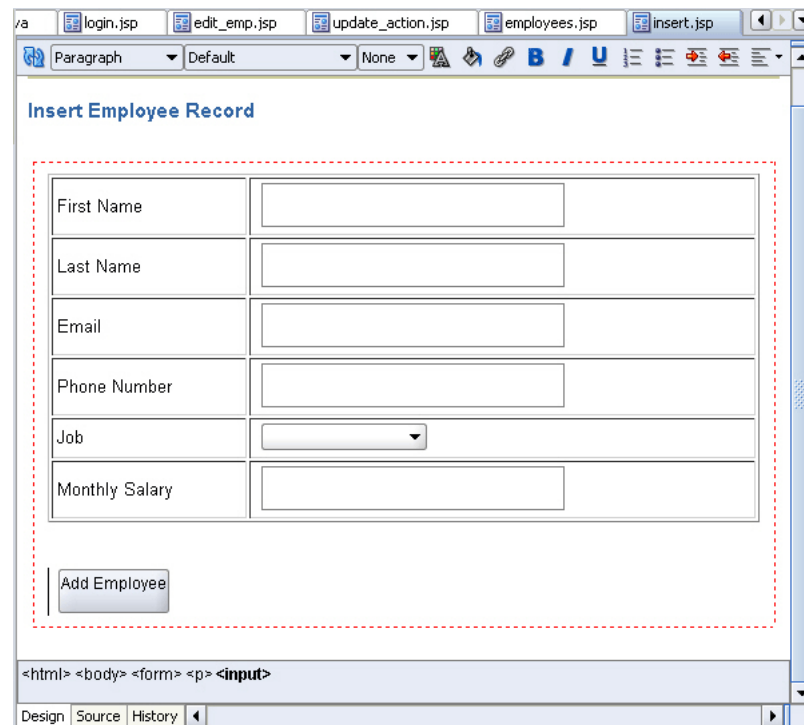 va login.jsp edit_emp.jsp update_action.jsp employees.jsp insert.jsp
Paragraph Default None A B I U
Insert Employee Record
First Name
Last Name
Email
Phone Number
Job
Monthly Salary
Add Employee
<html> <body> <form> <p> <input>
Design Source History